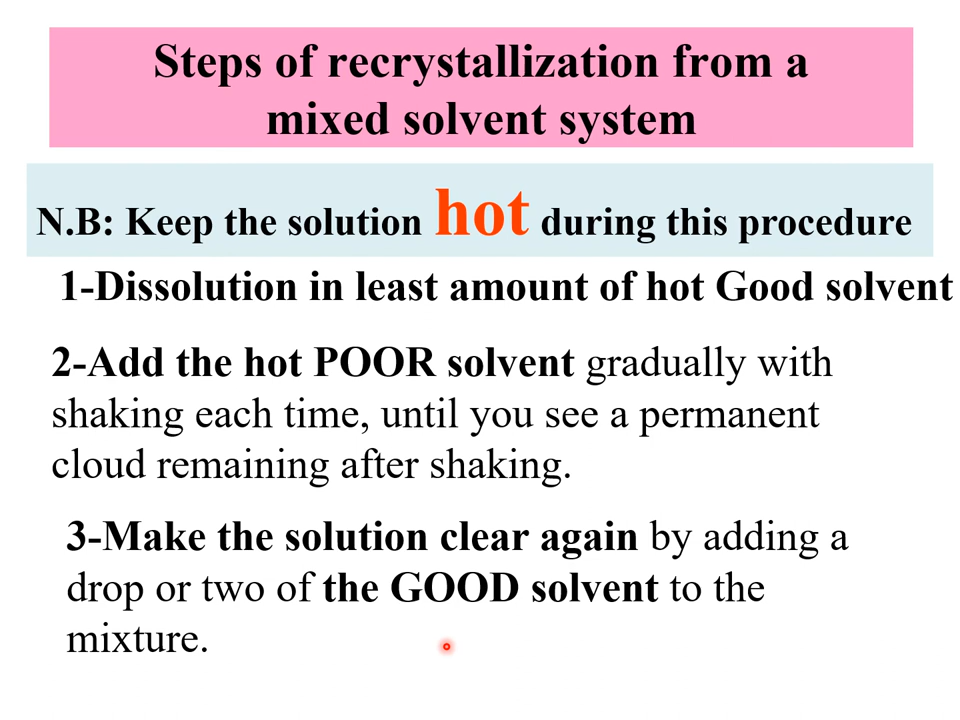 Steps of recrystallization from a
mixed solvent system
N.B: Keep the solution hot during this procedure
1-Dissolution in least amount of hot Good solvent
2-Add the hot POOR solvent gradually with
shaking each time, until you see a permanent
cloud remaining after shaking.
3-Make the solution clear again by adding a
drop or two of the GOOD solvent to the
mixture.